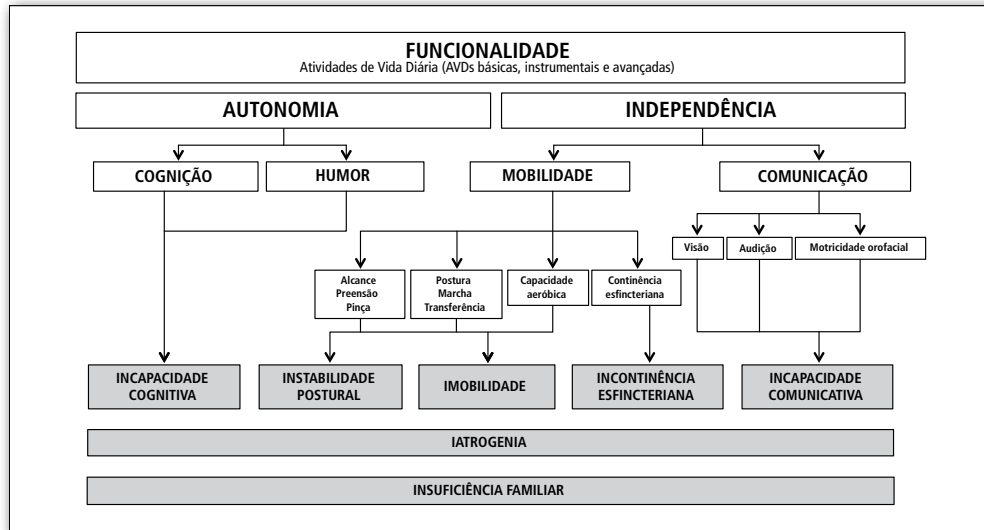 FUNCIONALIDADE
Atividades de Vida Diária (AVDs básicas, instrumentais e avançadas)
AUTONOMIA
INDEPENDÊNCIA
COGNIÇÃO
HUMOR
MOBILIDADE
COMUNICAÇÃO
Visão
Audição
Motricidade orofacial
Alcance
Preensão
Pinça
Postura
Marcha
Transferência
Capacidade
aeróbica
Continência
esfincteriana
INCAPACIDADE
COGNITIVA
INSTABILIDADE
POSTURAL
IMOBILIDADE
INCONTINÊNCIA
ESFINCTERIANA
INCAPACIDADE
COMUNICATIVA
IATROGENIA
INSUFICIÊNCIA FAMILIAR